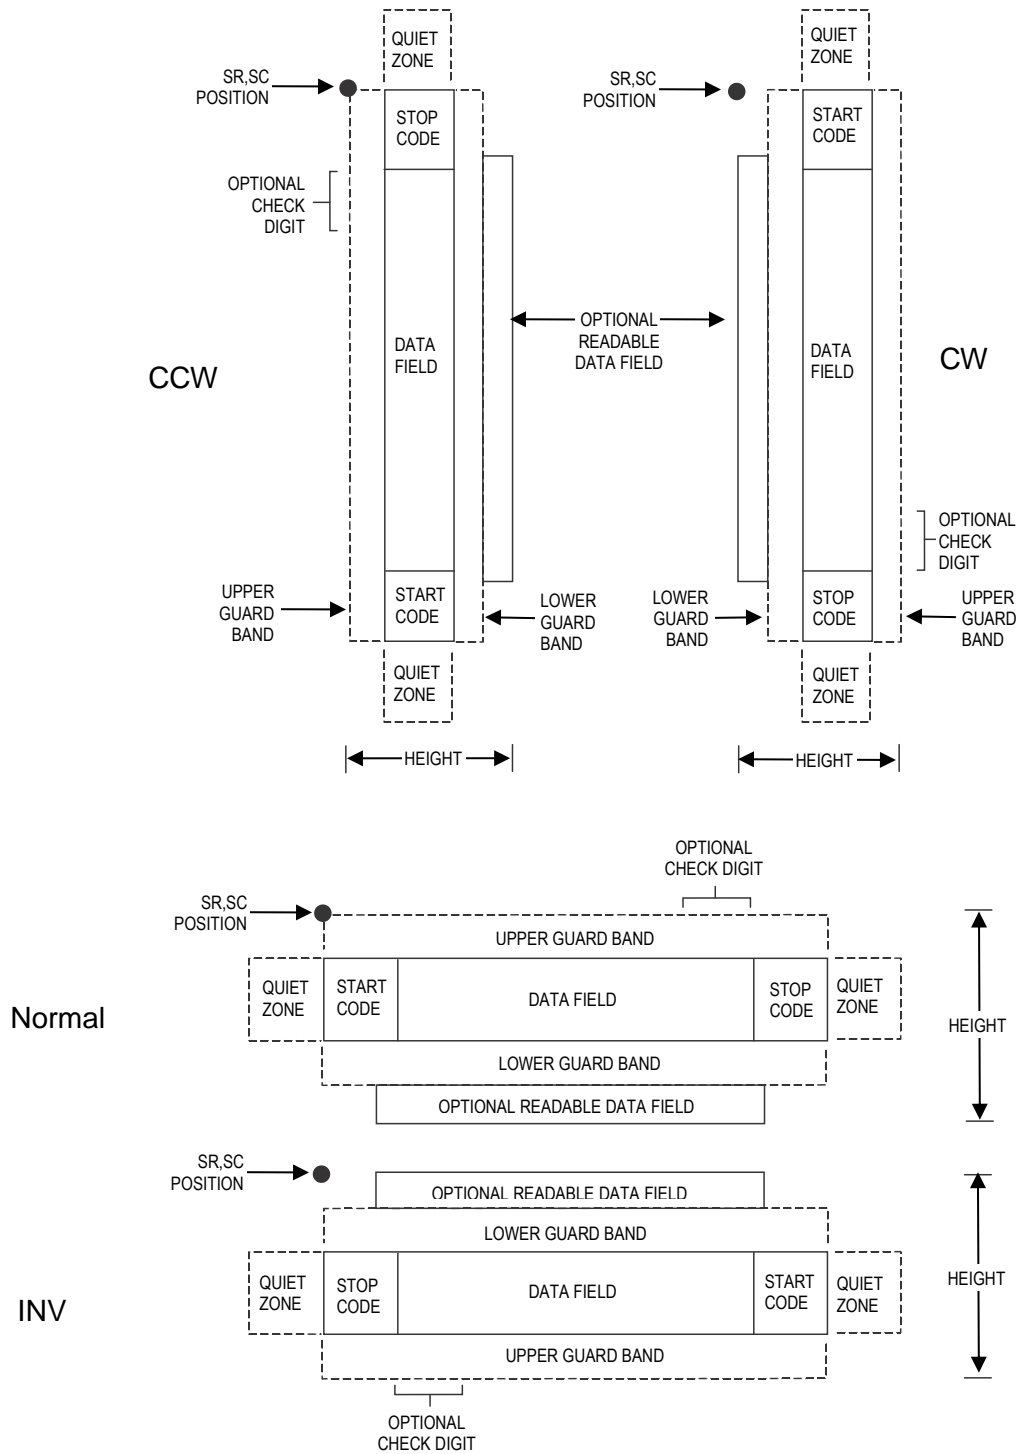 QUIET
ZONE
SR,SC
POSITION
STOP
CODE
OPTIONAL
CHECK
DIGIT
DATA
FIELD
CCW
UPPER
GUARD
BAND
START
CODE
LOWER
GUARD
BAND
QUIET
ZONE
HEIGHT
OPTIONAL
READABLE
DATA FIELD
QUIET
ZONE
SR,SC
POSITION
START
CODE
DATA
FIELD
CW
OPTIONAL
CHECK
DIGIT
LOWER
GUARD
BAND
STOP
CODE
UPPER
GUARD
BAND
QUIET
ZONE
HEIGHT
OPTIONAL
CHECK DIGIT
SR,SC
POSITION
UPPER GUARD BAND
Normal
QUIET
ZONE
START
CODE
DATA FIELD
STOP
CODE
QUIET
ZONE
HEIGHT
LOWER GUARD BAND
OPTIONAL READABLE DATA FIELD
SR,SC
POSITION
OPTIONAL READABLE DATA FIELD
LOWER GUARD BAND
INV
QUIET
ZONE
STOP
CODE
DATA FIELD
START
CODE
QUIET
ZONE
HEIGHT
UPPER GUARD BAND
OPTIONAL
CHECK DIGIT